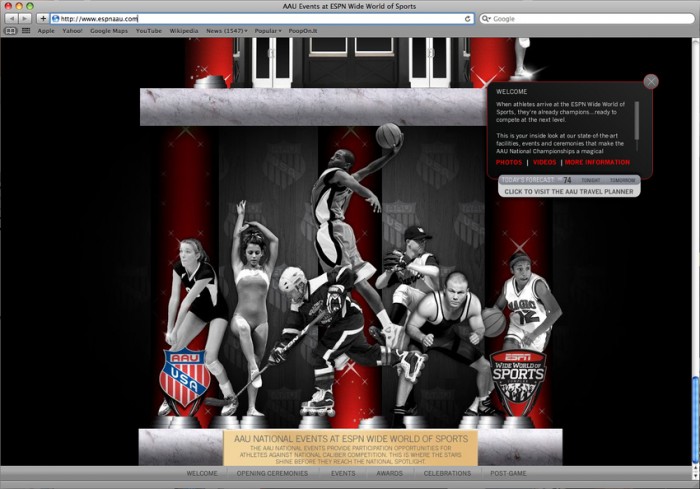 AAU Events at ESPN Wide World of Sports
http://www.espnaau.com
Google
Apple Yahoo! Google Maps YouTube Wikipedia News (1547) Popular PoopOn.It
WELCOME
When athletes arrive at the ESPN Wide World of
Sports, they're already champions...ready to
compete at the next level.
This is your inside look at our state-of-the-art
facilities, events and ceremonies that make the
AAU National Championships a magical
PHOTOS | VIDEOS | MORE INFORMATION
TODAY'S FORECAST 74 TONIGHT TOMORROW
CLICK TO VISIT THE AAU TRAVEL PLANNER
12
AAU
USA
ESPN
WIDE WORLD OF
SPORTS
AAU NATIONAL EVENTS AT ESPN WIDE WORLD OF SPORTS
THE AAU NATIONAL EVENTS PROVIDE PARTICIPATION OPPORTUNITIES FOR
ATHLETES AGAINST NATIONAL CALIBER COMPETITION. THIS IS WHERE THE STARS
SHINE BEFORE THEY REACH THE NATIONAL SPOTLIGHT.
WELCOME OPENING CEREMONIES EVENTS AWARDS CELEBRATIONS POST-GAME